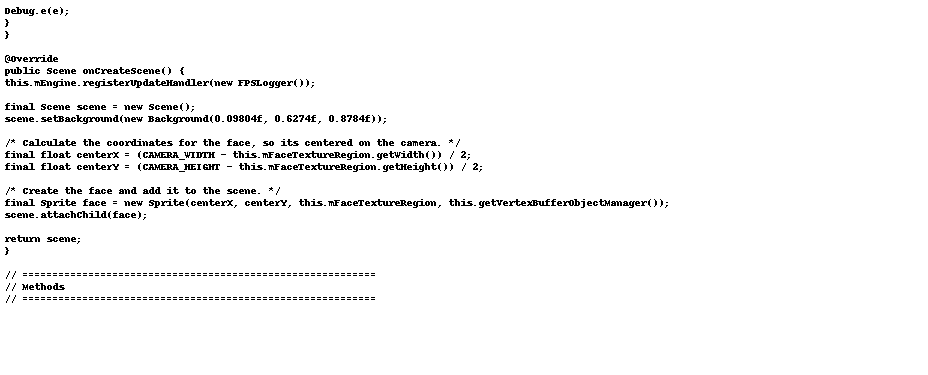 Debug.e(e);
}
}
@Override
public Scene onCreateScene() {
this.mEngine.registerUpdateHandler(new FPSLogger());
final Scene scene = new Scene();
scene.setBackground(new Background(0.09804f, 0.6274f, 0.8784f));
/* Calculate the coordinates for the face, so its centered on the camera. */
final float centerX = (CAMERA_WIDTH - this.mFaceTextureRegion.getWidth()) / 2;
final float centerY = (CAMERA_HEIGHT - this.mFaceTextureRegion.getHeight()) / 2;
/* Create the face and add it to the scene. */
final Sprite face = new Sprite(centerX, centerY, this.mFaceTextureRegion, this.getVertexBufferObjectManager());
scene.attachChild(face);
return scene;
}
// ===========================================================
// Methods
// ===========================================================